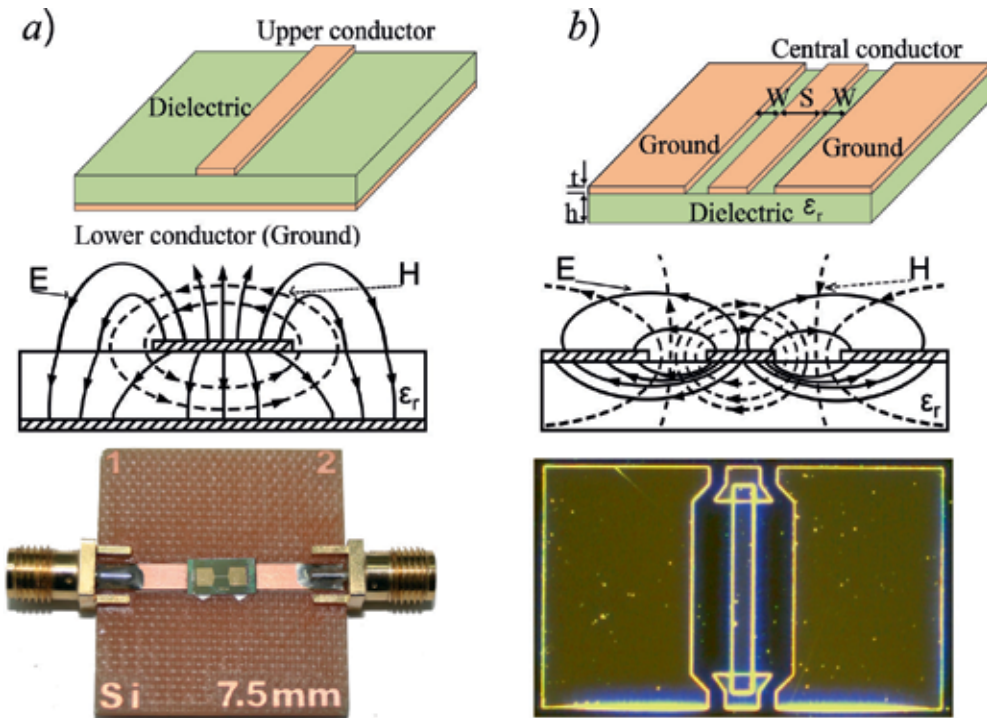 a)
Upper conductor
Dielectric
Lower conductor (Ground)
E
H
εr
1 2
Si 7.5mm
b)
Central conductor
W S W
Ground
Ground
t
h
Dielectric εr
E
H
εr